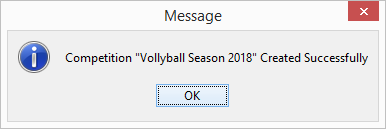 Message
Competition "Vollyball Season 2018" Created Successfully
OK